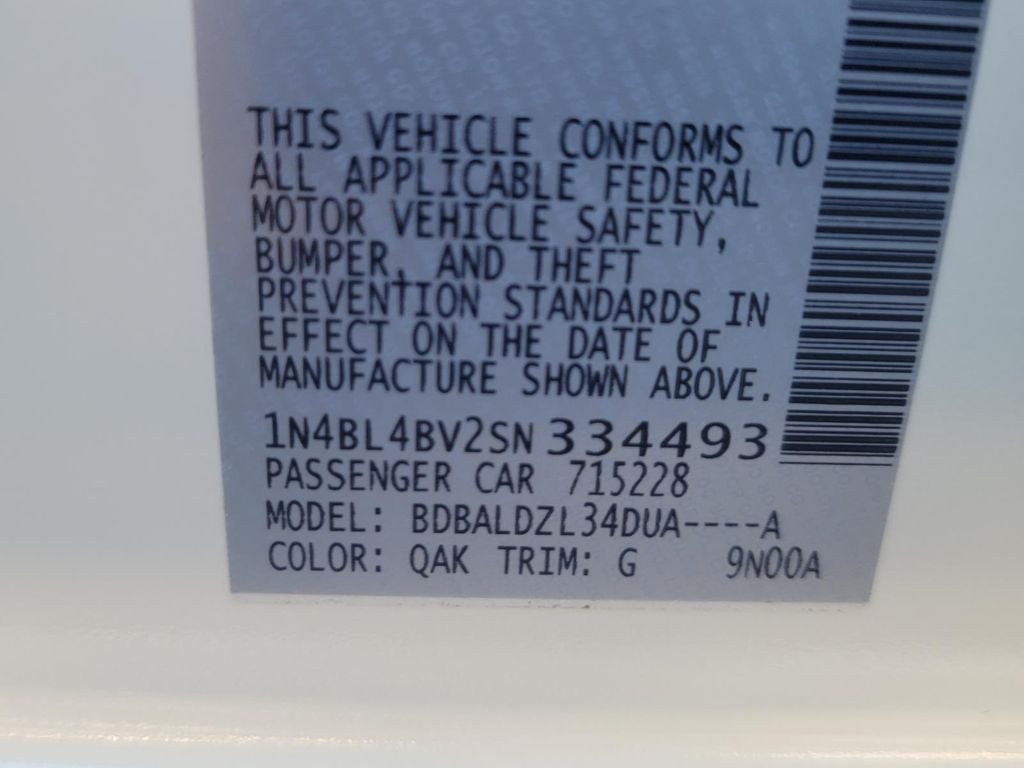 THIS VEHICLE CONFORMS TO
ALL APPLICABLE FEDERAL
MOTOR VEHICLE SAFETY,
BUMPER, AND THEFT
PREVENTION STANDARDS IN
EFFECT ON THE DATE OF
MANUFACTURE SHOWN ABOVE.
1N4BL4BV2SN334493
PASSENGER CAR 715228
MODEL: BDBALDZL34DUA----A
COLOR: QAK TRIM: G 9N00A